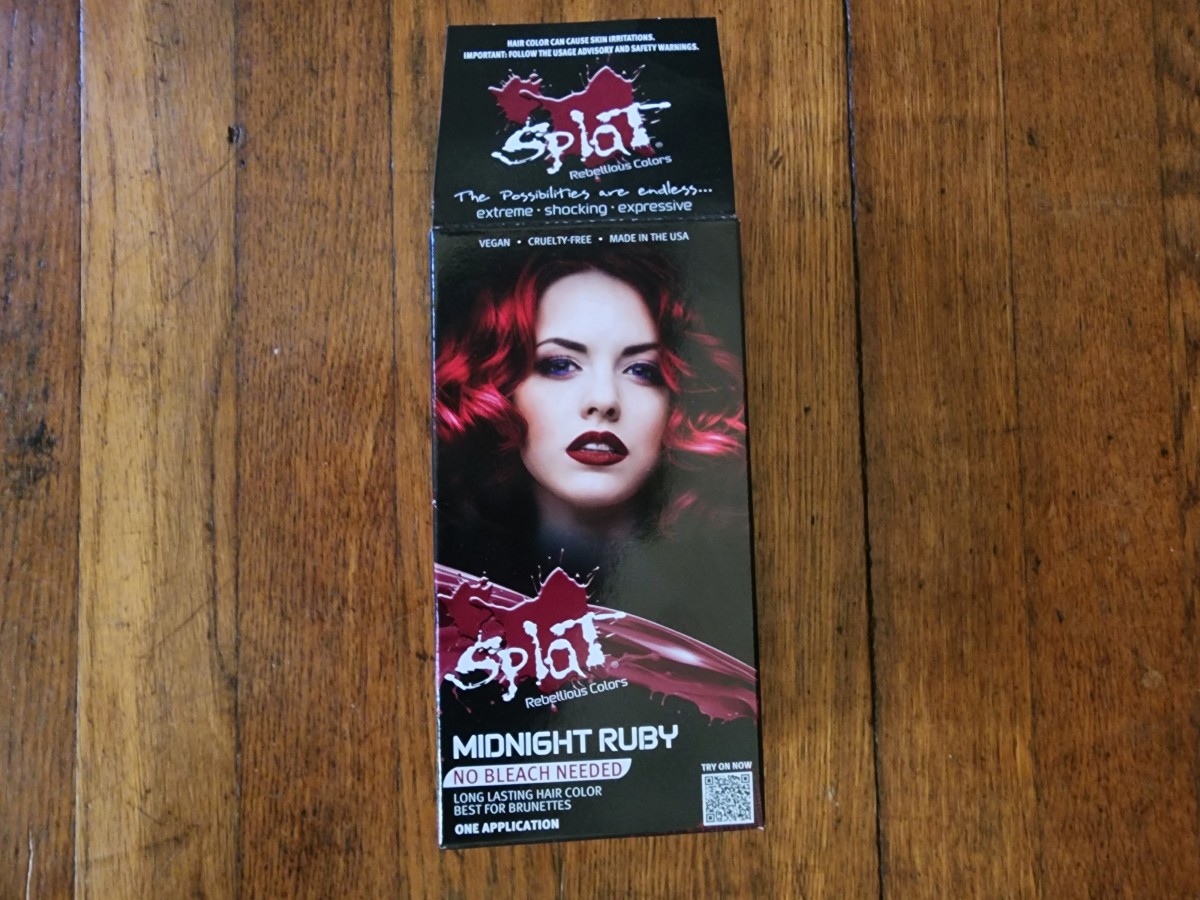 HAIR COLOR CAN CAUSE SKIN IRRITATIONS.
IMPORTANT: FOLLOW THE USAGE ADVISORY AND SAFETY WARNINGS.
Splat®
Rebellious Colors
The Possibilities are endless...
extreme · shocking · expressive
VEGAN • CRUELTY-FREE • MADE IN THE USA
Splat®
Rebellious Colors
MIDNIGHT RUBY
NO BLEACH NEEDED
LONG LASTING HAIR COLOR
BEST FOR BRUNETTES
ONE APPLICATION
TRY ON NOW